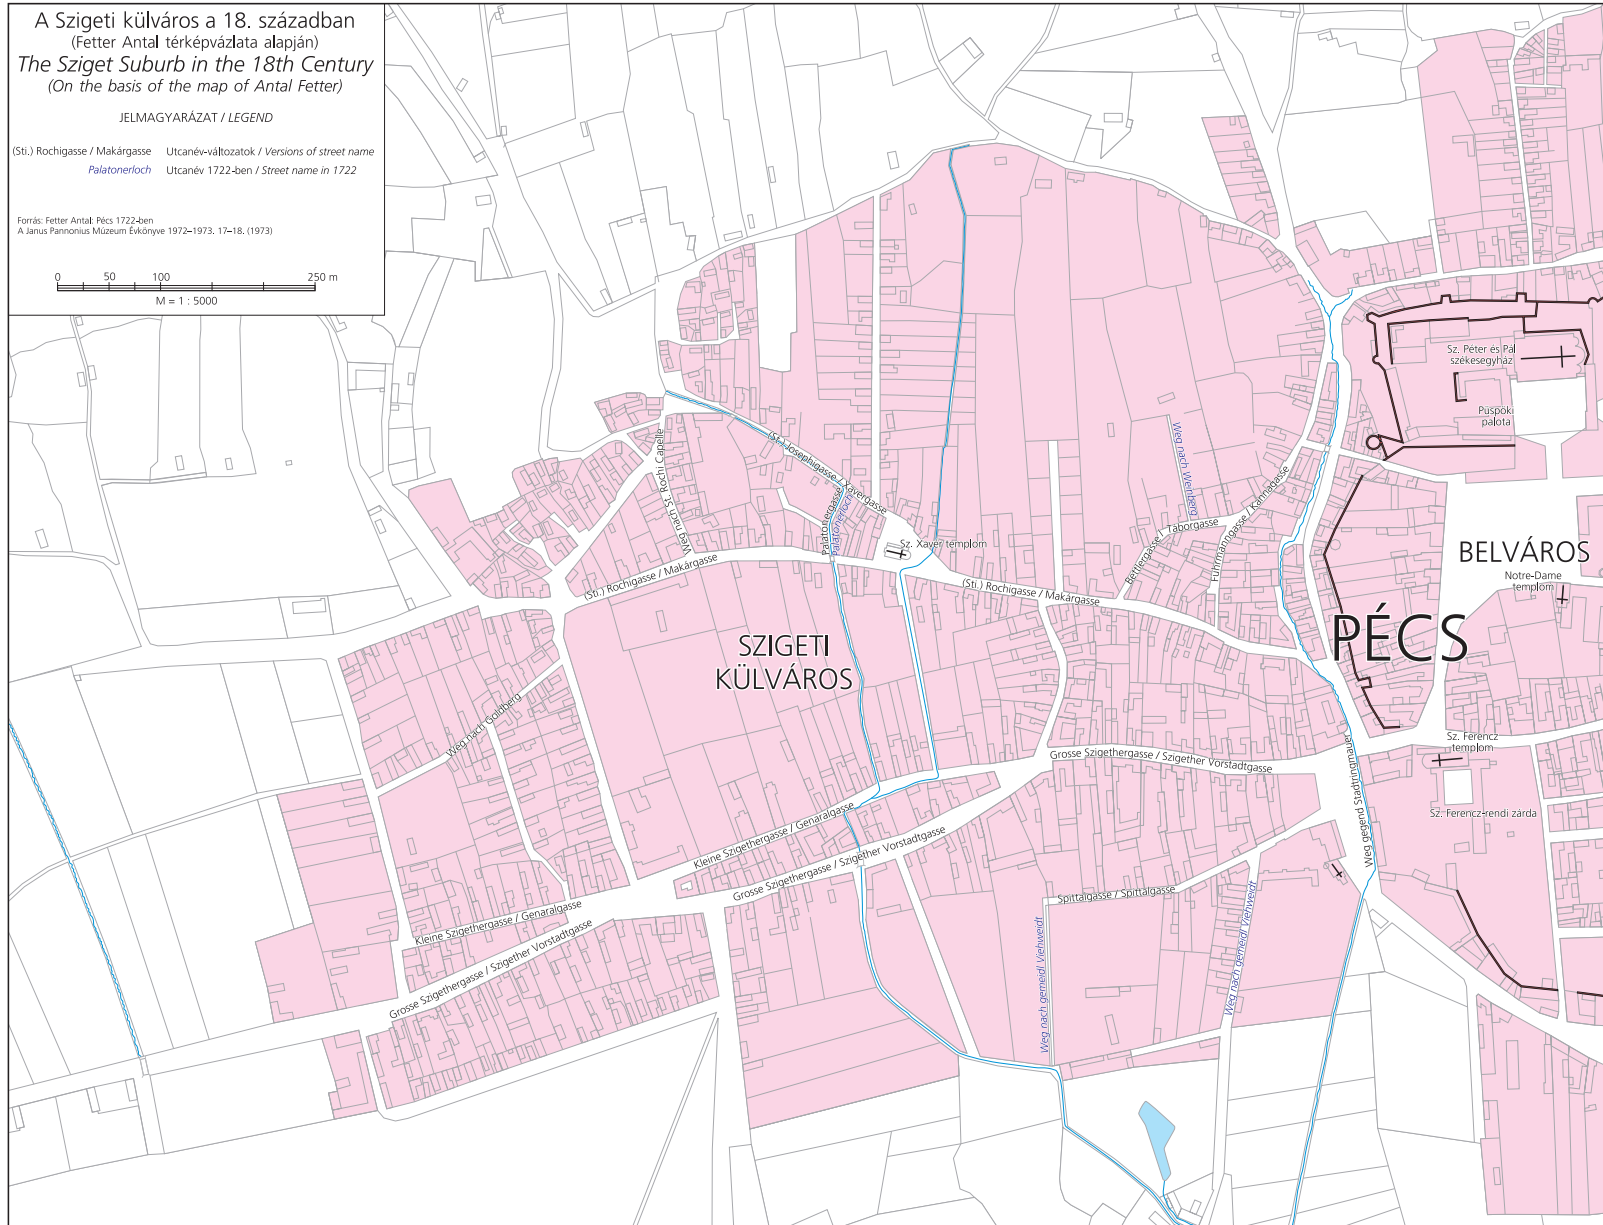 A Szigeti külváros a 18. században
(Fetter Antal térképvázlata alapján)
The Sziget Suburb in the 18th Century
(On the basis of the map of Antal Fetter)
JELMAGYARÁZAT / LEGEND
(Sti.) Rochigasse / Makárgasse Utcanév-változatok / Versions of street name
Palatonerloch Utcanév 1722-ben / Street name in 1722
Forrás: Fetter Antal: Pécs 1722-ben
A Janus Pannonius Múzeum Évkönyve 1972–1973. 17–18. (1973)
0 50 100 250 m
M = 1 : 5000
Sz. Péter és Pál
székesegyház
Püspöki
palota
Weg nach St. Rochi Capelle
(St.) Josephigasse / Xavérgasse
Palatonergasse
Palatonerloch
Weg nach Weinberg
Bettlergasse / Táborgasse
Fuhrmanngasse / Kannagasse
Sz. Xavér templom
(Sti.) Rochigasse / Makárgasse
(Sti.) Rochigasse / Makárgasse
BELVÁROS
Notre-Dame
templom
PÉCS
SZIGETI
KÜLVÁROS
Weg nach Goldberg
Sz. Ferencz
templom
Grosse Szigethergasse / Szigether Vorstadtgasse
Weg gegend Stadtringmauer
Sz. Ferencz-rendi zárda
Kleine Szigethergasse / Genaralgasse
Grosse Szigethergasse / Szigether Vorstadtgasse
Spittalgasse / Spittalgasse
Kleine Szigethergasse / Genaralgasse
Grosse Szigethergasse / Szigether Vorstadtgasse
Weg nach gemeidl Viehweidt
Weg nach gemeidl Viehweidt